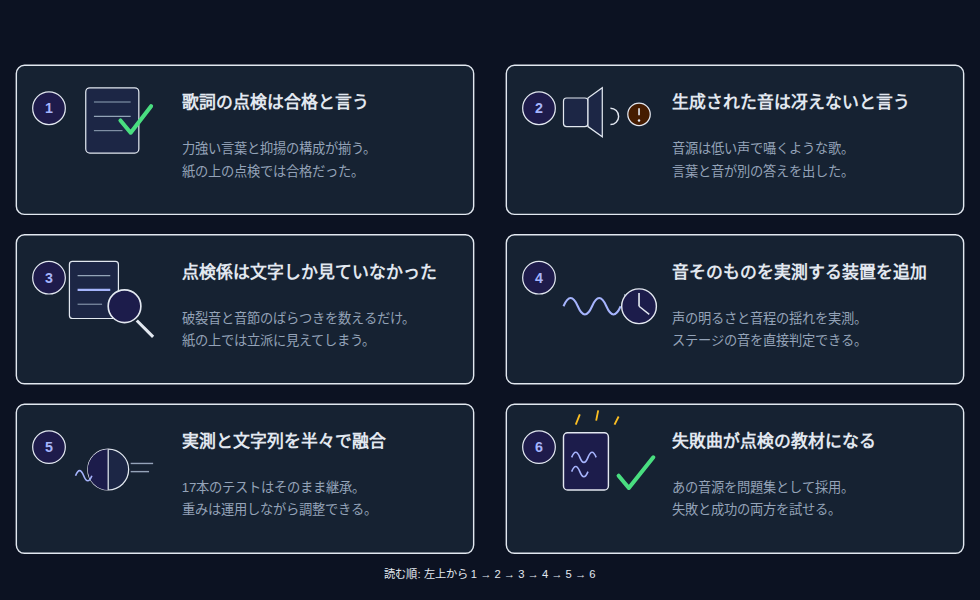 1
歌詞の点検は合格と言う
力強い言葉と抑揚の構成が揃う。
紙の上の点検では合格だった。
2
生成された音は冴えないと言う
音源は低い声で囁くような歌。
言葉と音が別の答えを出した。
3
点検係は文字しか見ていなかった
破裂音と音節のばらつきを数えるだけ。
紙の上では立派に見えてしまう。
4
音そのものを実測する装置を追加
声の明るさと音程の揺れを実測。
ステージの音を直接判定できる。
5
実測と文字列を半々で融合
17本のテストはそのまま継承。
重みは運用しながら調整できる。
6
失敗曲が点検の教材になる
あの音源を問題集として採用。
失敗と成功の両方を試せる。
読む順: 左上から 1 → 2 → 3 → 4 → 5 → 6